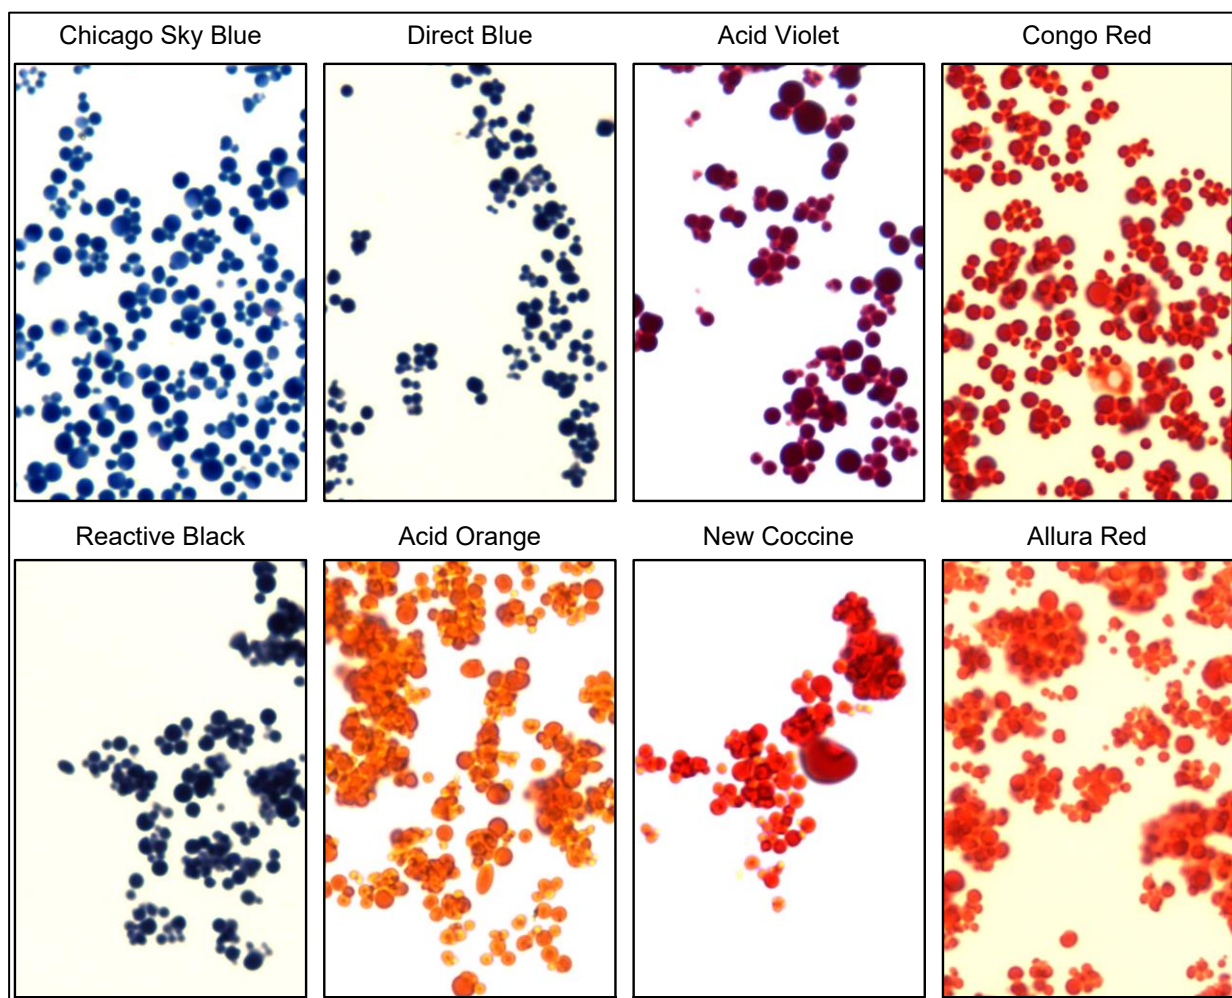 Chicago Sky Blue
Direct Blue
Acid Violet
Congo Red
Reactive Black
Acid Orange
New Coccine
Allura Red